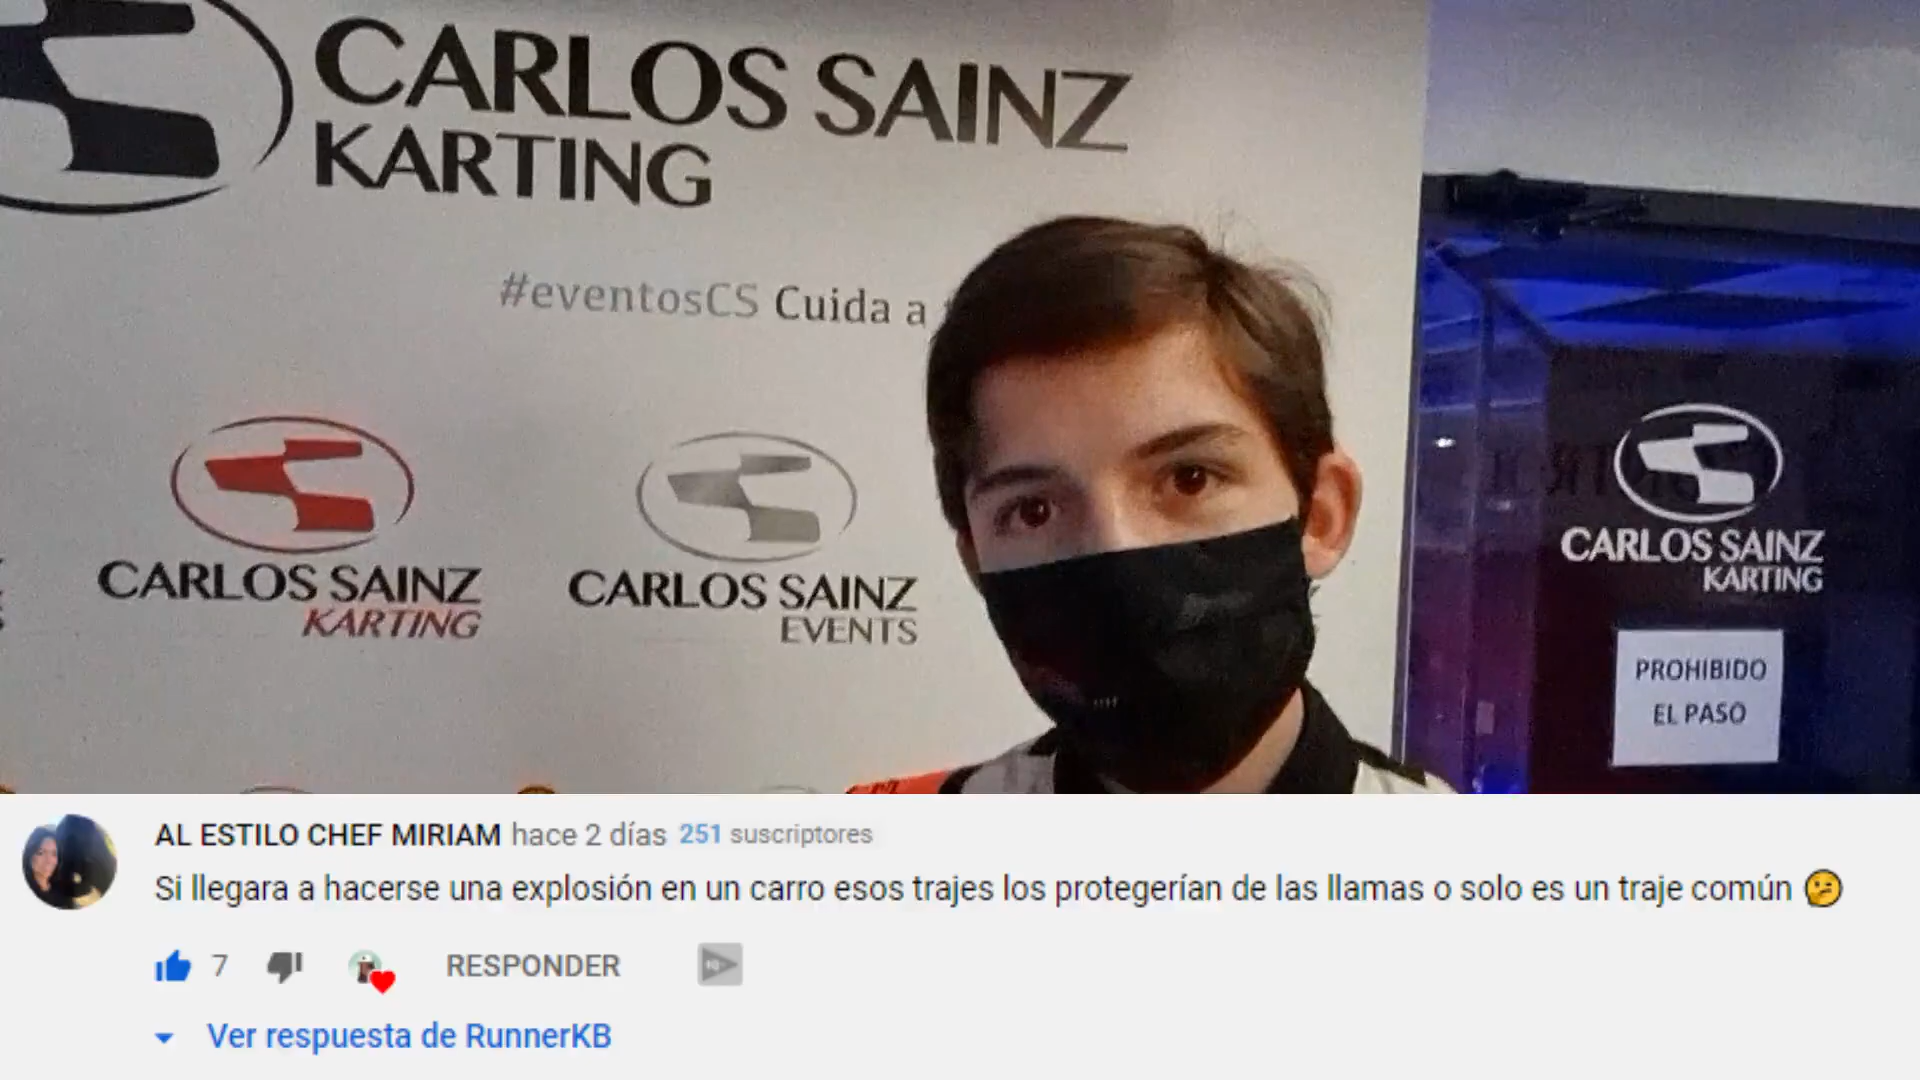 CARLOS SAINZ
KARTING
#eventosCS Cuida a
CARLOS SAINZ
KARTING
CARLOS SAINZ
EVENTS
CARLOS SAINZ
KARTING
PROHIBIDO
EL PASO
AL ESTILO CHEF MIRIAM hace 2 días 251 suscriptores
Si llegara a hacerse una explosión en un carro esos trajes los protegerían de las llamas o solo es un traje común 🤔
7 RESPONDER
Ver respuesta de RunnerKB